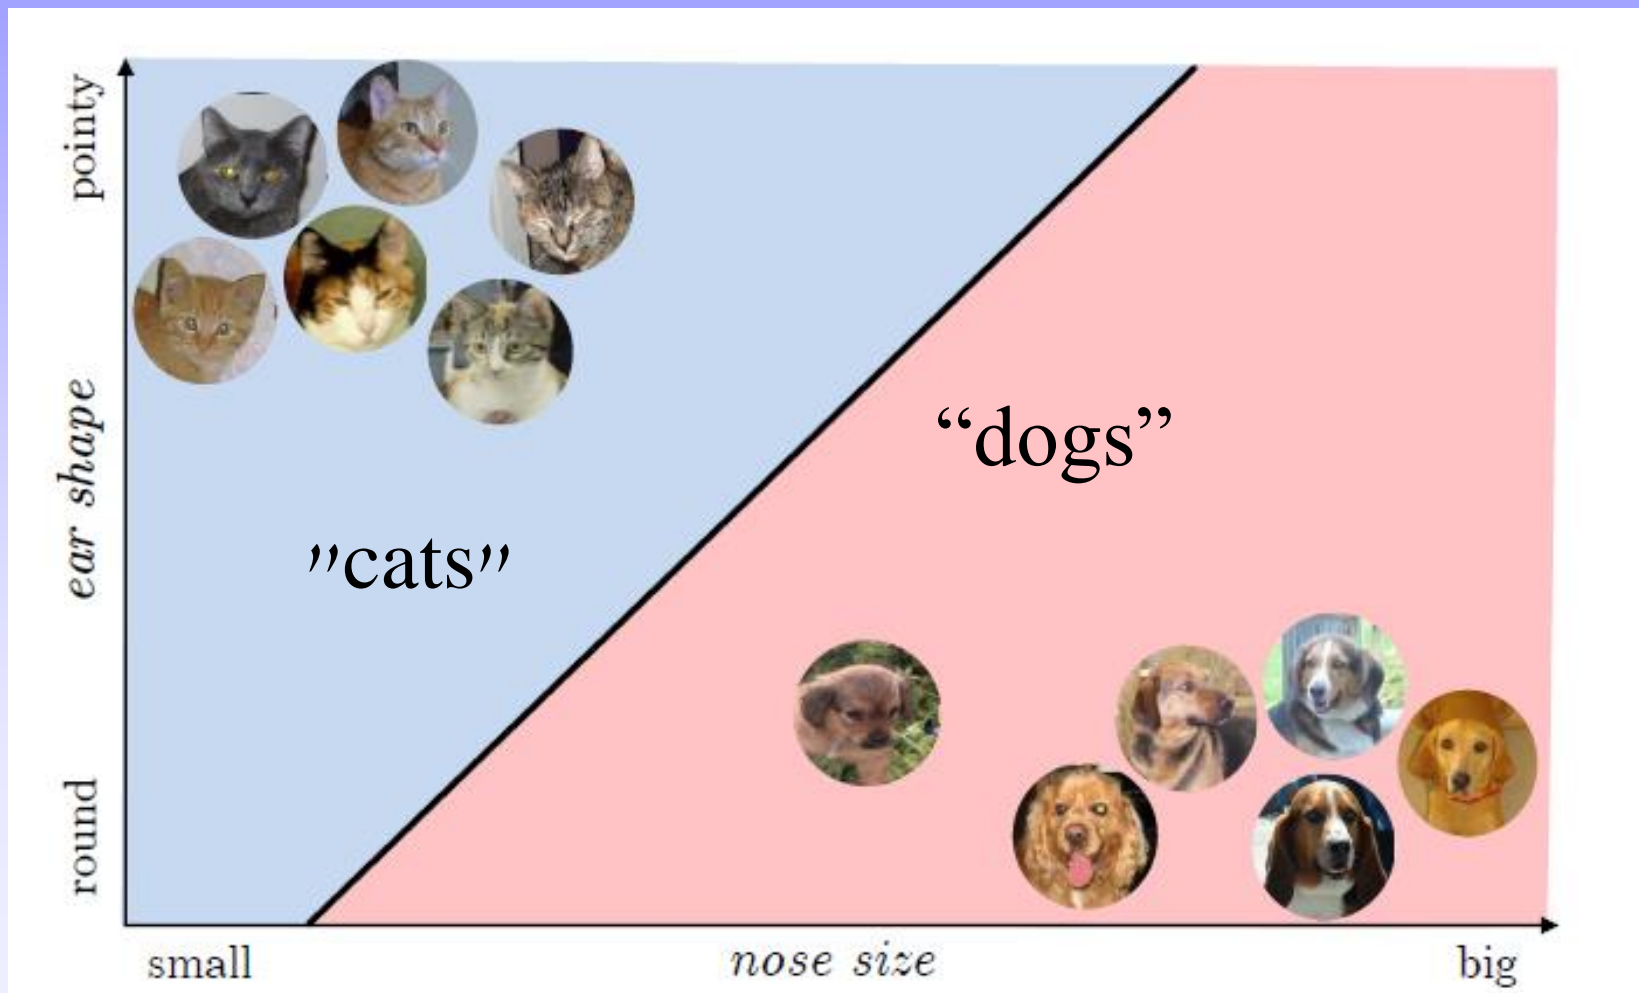 pointy
ear shape
round
"cats"
“dogs”
small
nose size
big